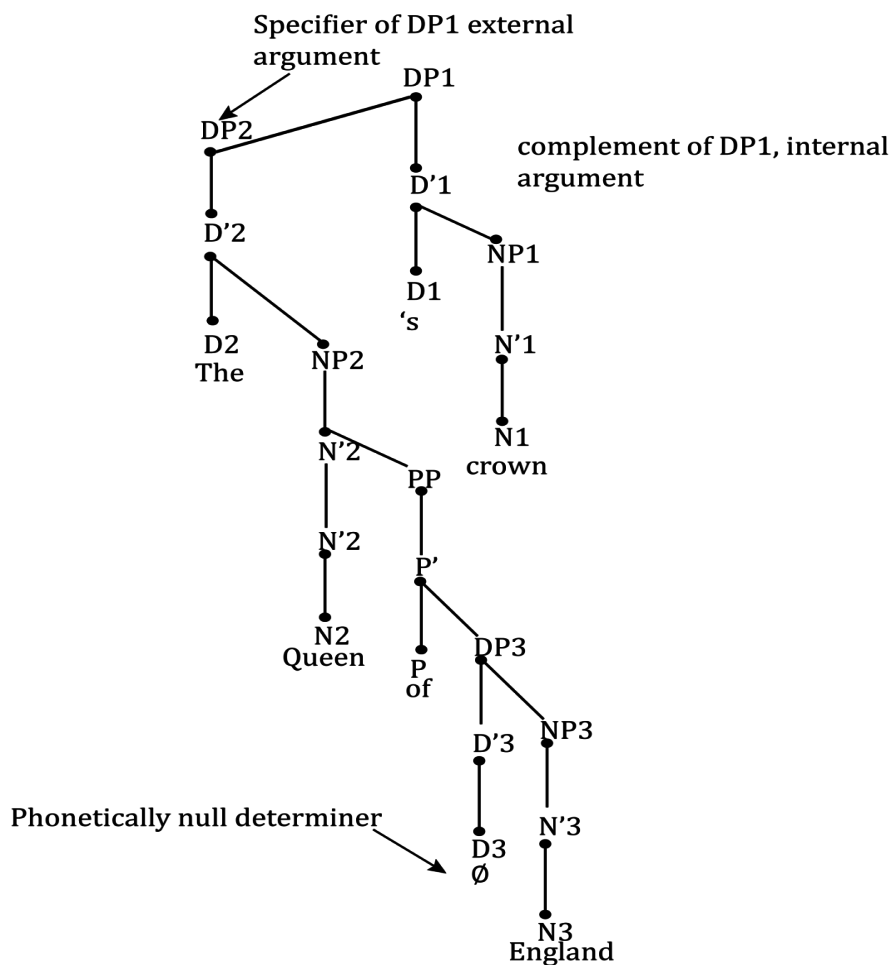 Specifier of DP1 external
argument
DP1
DP2
complement of DP1, internal
argument
D'1
D'2
NP1
D1
‘s
D2
The
NP2
N'1
N1
crown
N'2
PP
N'2
P'
N2
Queen
DP3
P
of
D'3
NP3
Phonetically null determiner
N'3
D3
Ø
N3
England